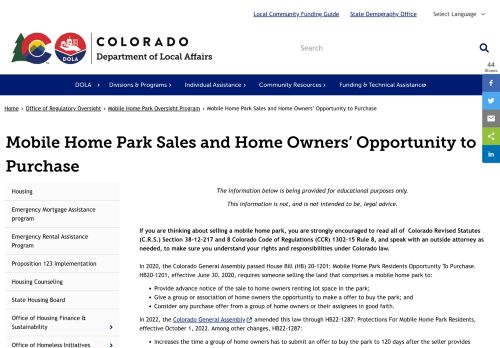 Local Community Funding Guide
State Demography Office
Select Language
COLORADO
Department of Local Affairs
DOLA
Search
DOLA
Divisions & Programs
Individual Assistance
Community Resources
Funding & Technical Assistance
44
Shares
Home › Office of Regulatory Oversight › Mobile Home Park Oversight Program › Mobile Home Park Sales and Home Owners' Opportunity to Purchase
Mobile Home Park Sales and Home Owners' Opportunity to
Purchase
Housing
Emergency Mortgage Assistance
program
Emergency Rental Assistance
Program
Proposition 123 Implementation
Housing Counseling
State Housing Board
Office of Housing Finance &
Sustainability
Office of Homeless Initiatives
The information below is being provided for educational purposes only.
This information is not, and is not intended to be, legal advice.
If you are thinking about selling a mobile home park, you are strongly encouraged to read all of Colorado Revised Statutes
(C.R.S.) Section 38-12-217 and 8 Colorado Code of Regulations (CCR) 1302-15 Rule 8, and speak with an outside attorney as
needed, to make sure you understand your rights and responsibilities under Colorado law.
In 2020, the Colorado General Assembly passed House Bill (HB) 20-1201: Mobile Home Park Residents Opportunity To Purchase.
HB20-1201, effective June 30, 2020, requires someone selling the land that comprises a mobile home park to:
• Provide advance notice of the sale to home owners renting lot space in the park;
• Give a group or association of home owners the opportunity to make a offer to buy the park; and
• Consider any purchase offer from a group of home owners or their assignees in good faith.
In 2022, the Colorado General Assembly amended this law through HB22-1287: Protections For Mobile Home Park Residents,
effective October 1, 2022. Among other changes, HB22-1287:
• Increases the time a group of home owners has to submit an offer to buy the park to 120 days after the seller provides